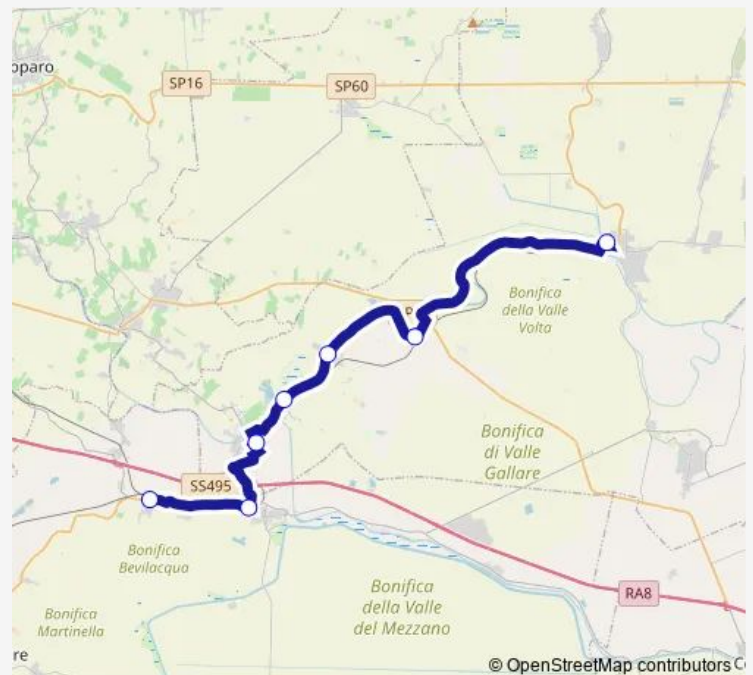 oparo
SP16
SP60
Bonifica
della Valle
Volta
Bonifica
di Valle
Gallare
SS495
Bonifica
Bevilacqua
Bonifica
della Valle
del Mezzano
RA8
Bonifica
Martinella
re
© OpenStreetMap contributors